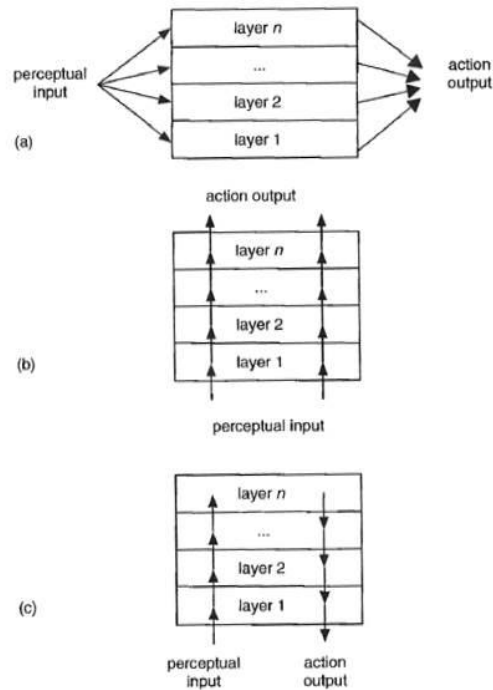 layer n
...
layer 2
layer 1
perceptual
input
action
output
(a)
action output
layer n
...
layer 2
layer 1
(b)
perceptual input
layer n
...
layer 2
layer 1
(c)
perceptual
input
action
output